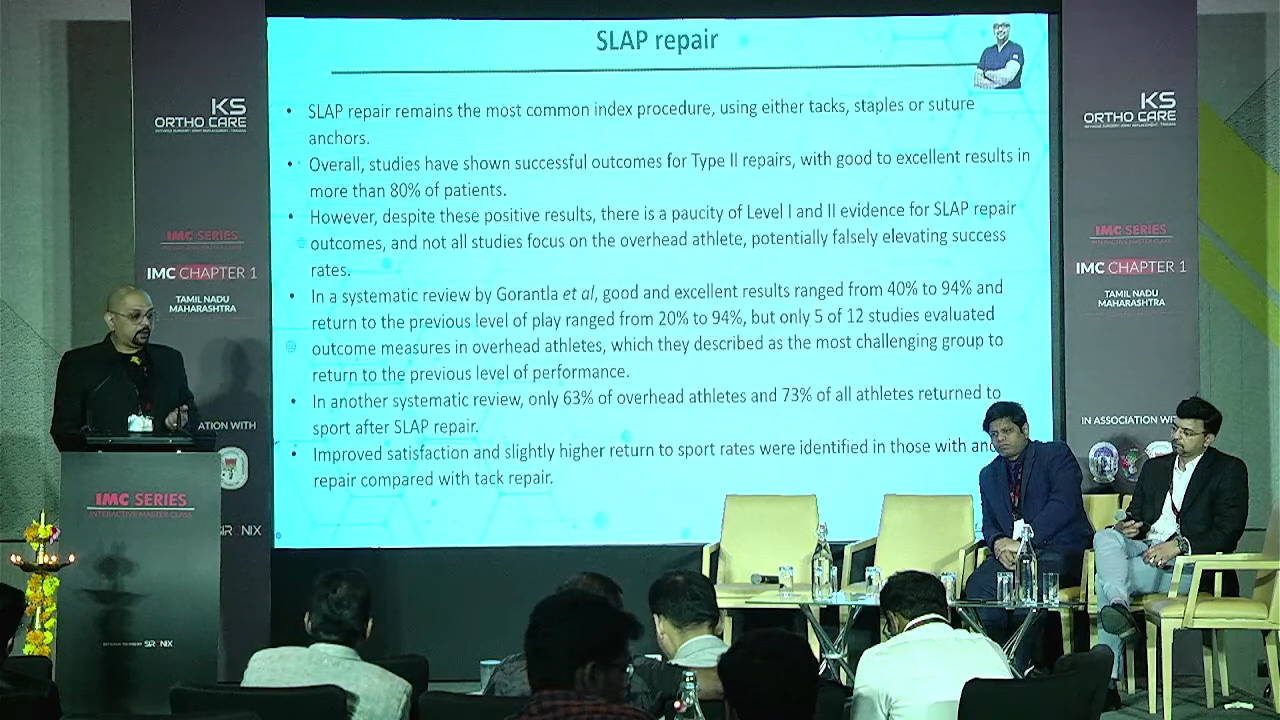 SLAP repair
• SLAP repair remains the most common index procedure, using either tacks, staples or suture
anchors.
• Overall, studies have shown successful outcomes for Type II repairs, with good to excellent results in
more than 80% of patients.
• However, despite these positive results, there is a paucity of Level I and II evidence for SLAP repair
outcomes, and not all studies focus on the overhead athlete, potentially falsely elevating success
rates.
• In a systematic review by Gorantla et al, good and excellent results ranged from 40% to 94% and
return to the previous level of play ranged from 20% to 94%, but only 5 of 12 studies evaluated
outcome measures in overhead athletes, which they described as the most challenging group to
return to the previous level of performance.
• In another systematic review, only 63% of overhead athletes and 73% of all athletes returned to
sport after SLAP repair.
• Improved satisfaction and slightly higher return to sport rates were identified in those with
repair compared with tack repair.
KS
ORTHO CARE
IMC SERIES
IMC CHAPTER 1
TAMIL NADU
MAHARASHTRA
ATION WITH
SIRONIX
IMC SERIES
INTERACTIVE MASTER CLASS
SIRONIX
KS
ORTHO CARE
IMC SERIES
IMC CHAPTER 1
TAMIL NADU
MAHARASHTRA
IN ASSOCIATION WIT